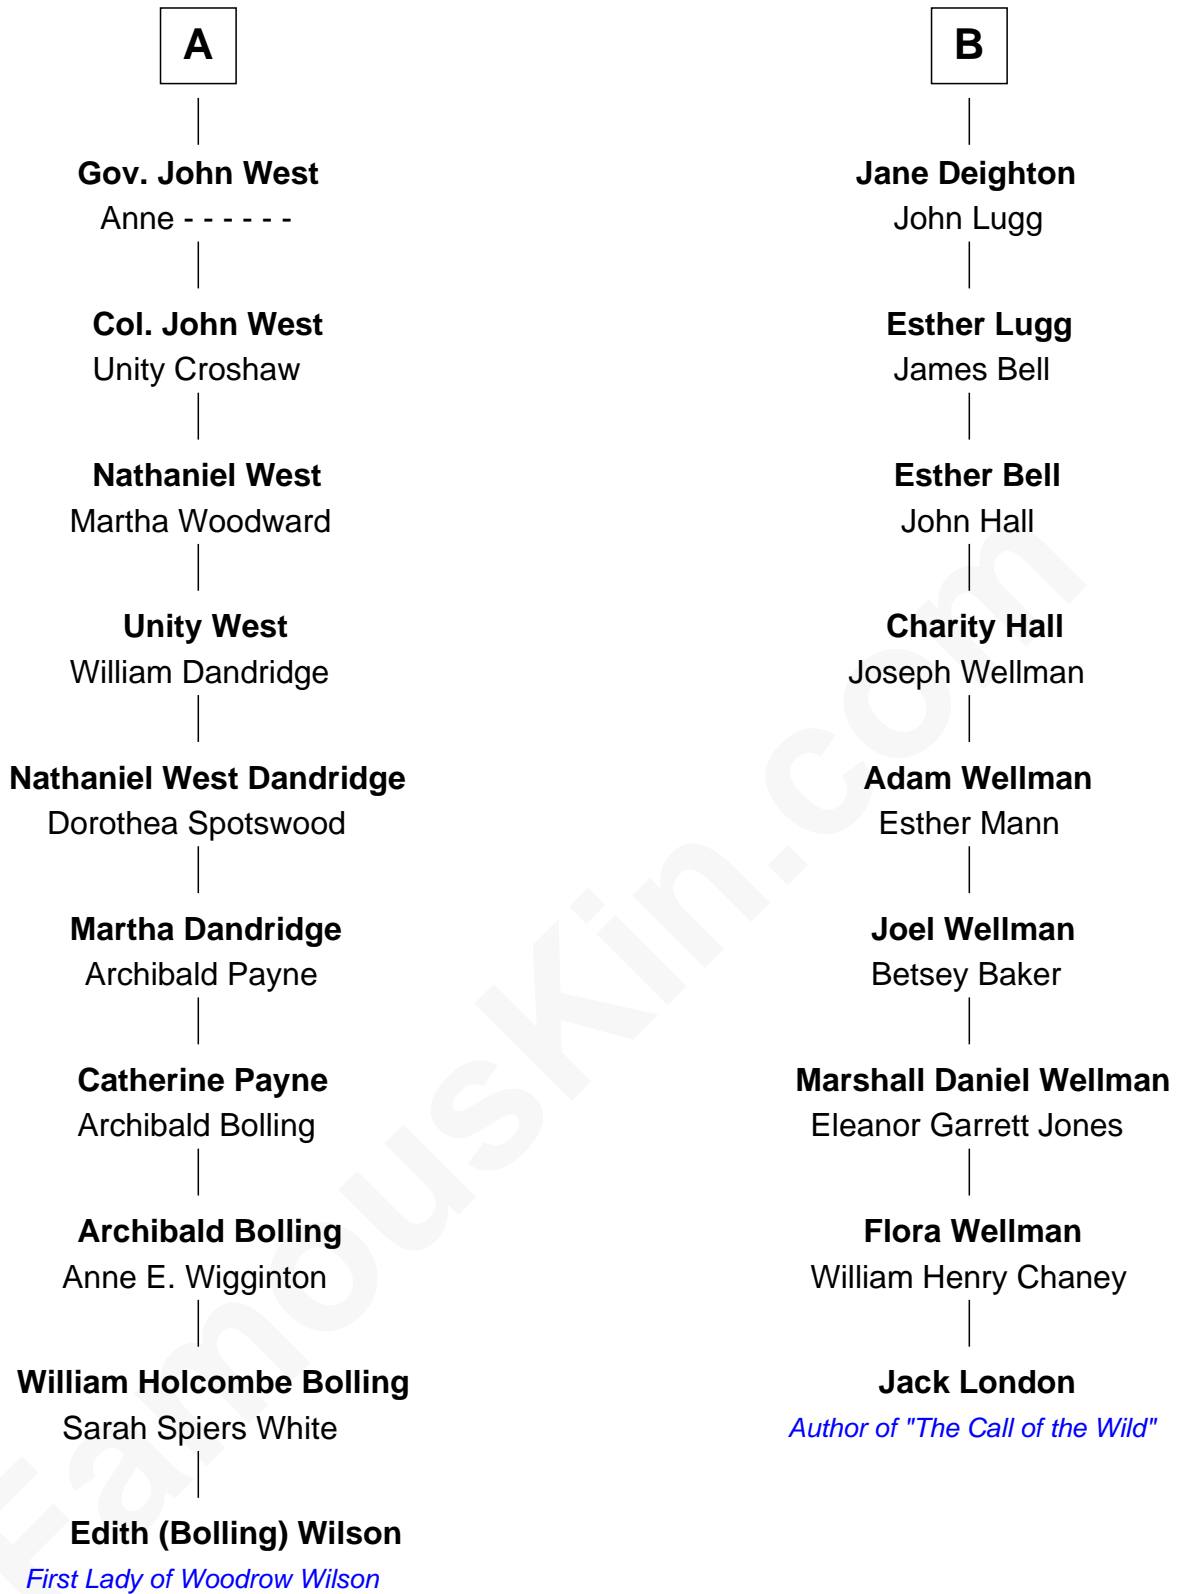 A
Gov. John West
Anne - - - - - -
Col. John West
Unity Croshaw
Nathaniel West
Martha Woodward
Unity West
William Dandridge
Nathaniel West Dandridge
Dorothea Spotswood
Martha Dandridge
Archibald Payne
Catherine Payne
Archibald Bolling
Archibald Bolling
Anne E. Wigginton
William Holcombe Bolling
Sarah Spiers White
Edith (Bolling) Wilson
First Lady of Woodrow Wilson
B
Jane Deighton
John Lugg
Esther Lugg
James Bell
Esther Bell
John Hall
Charity Hall
Joseph Wellman
Adam Wellman
Esther Mann
Joel Wellman
Betsey Baker
Marshall Daniel Wellman
Eleanor Garrett Jones
Flora Wellman
William Henry Chaney
Jack London
Author of "The Call of the Wild"
FamousKin.com